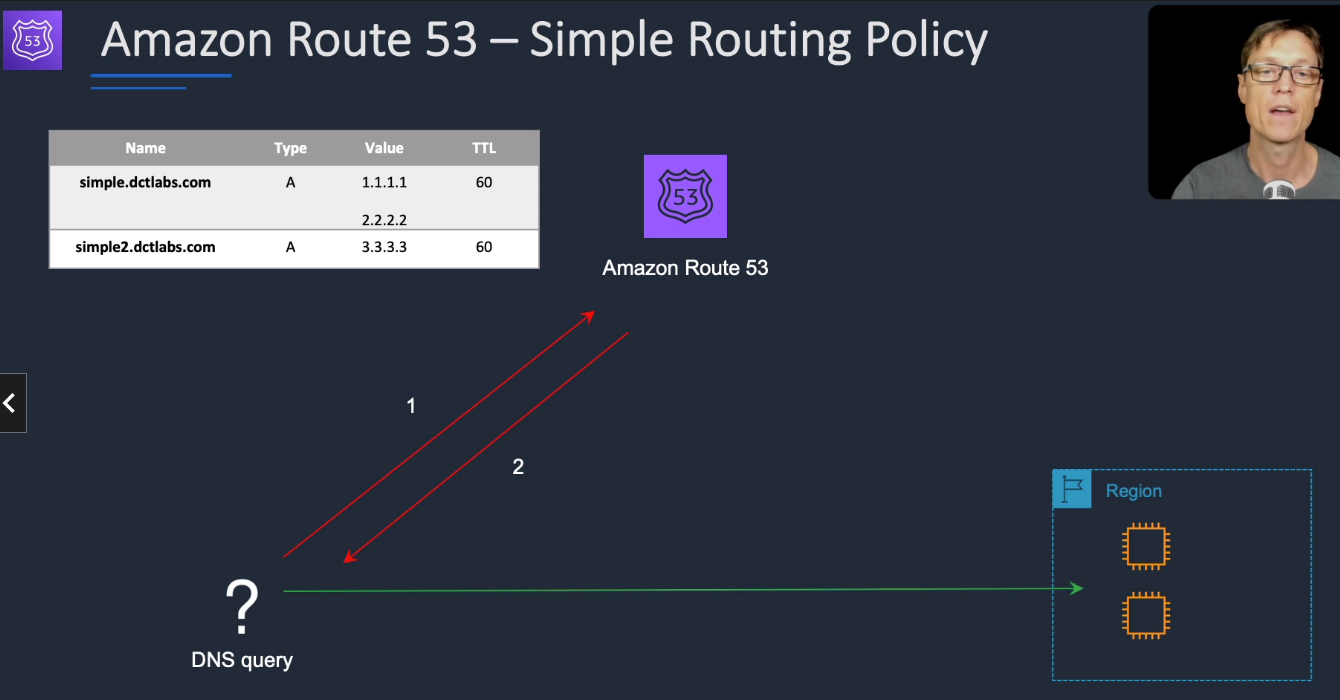 53
Amazon Route 53 – Simple Routing Policy
Name Type Value TTL
simple.dctlabs.com A 1.1.1.1 60
2.2.2.2
simple2.dctlabs.com A 3.3.3.3 60
53
Amazon Route 53
1
2
Region
?
DNS query